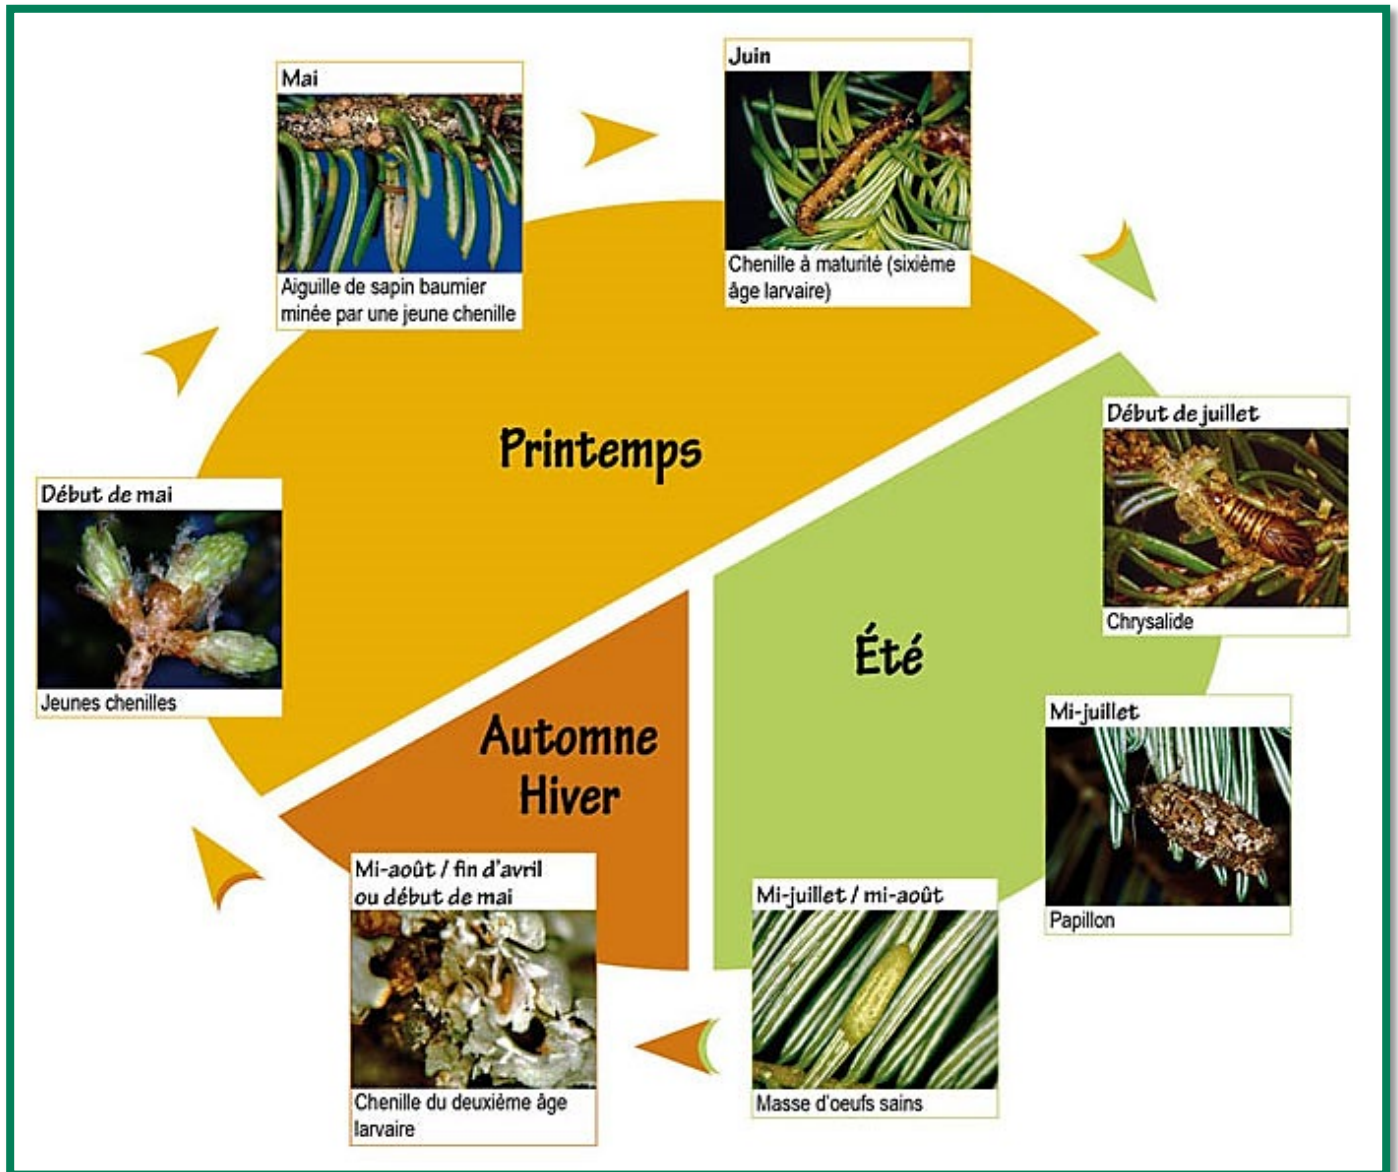 Mai
Aiguille de sapin baumier
minée par une jeune chenille
Juin
Chenille à maturité (sixième
âge larvaire)
Début de juillet
Chrysalide
Mi-juillet
Papillon
Mi-juillet / mi-août
Masse d'oeufs sains
Mi-août / fin d'avril
ou début de mai
Chenille du deuxième âge
larvaire
Début de mai
Jeunes chenilles
Printemps
Été
Automne
Hiver